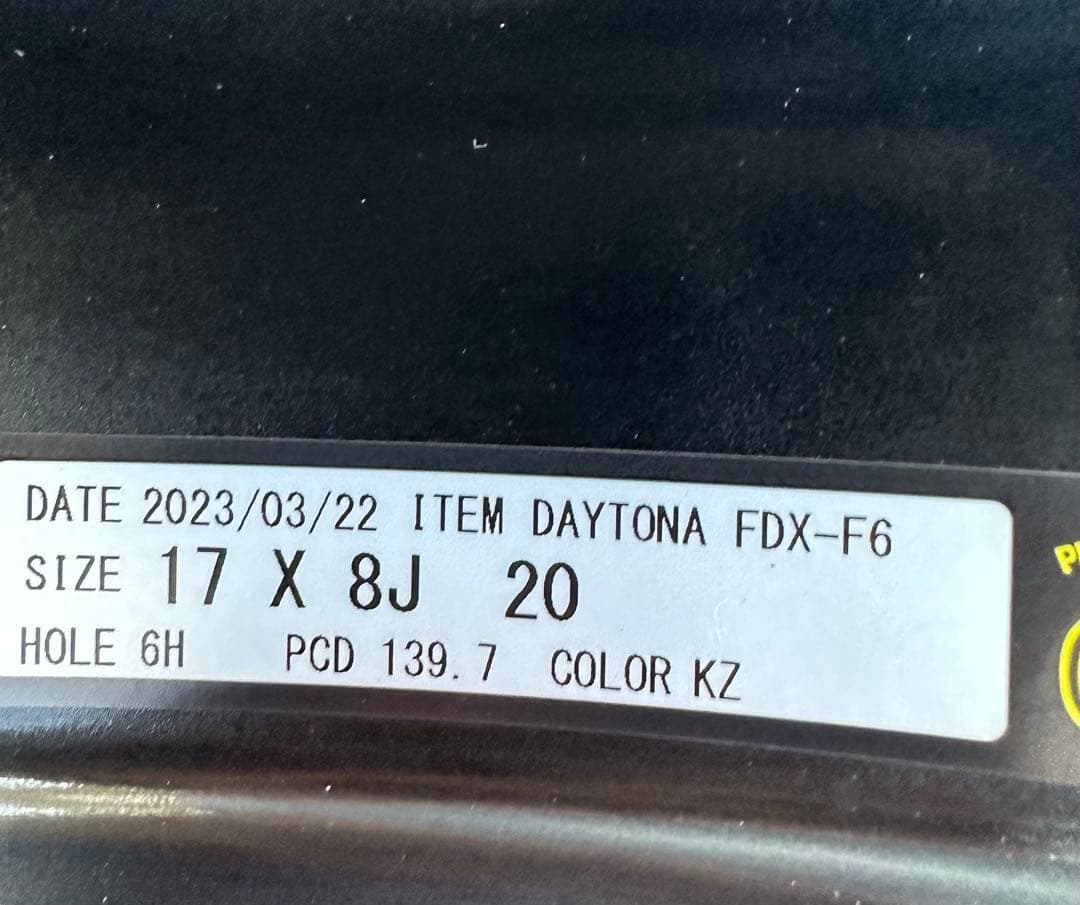 DATE 2023/03/22 ITEM DAYTONA FDX-F6
SIZE 17 X 8J 20
HOLE 6H PCD 139.7 COLOR KZ